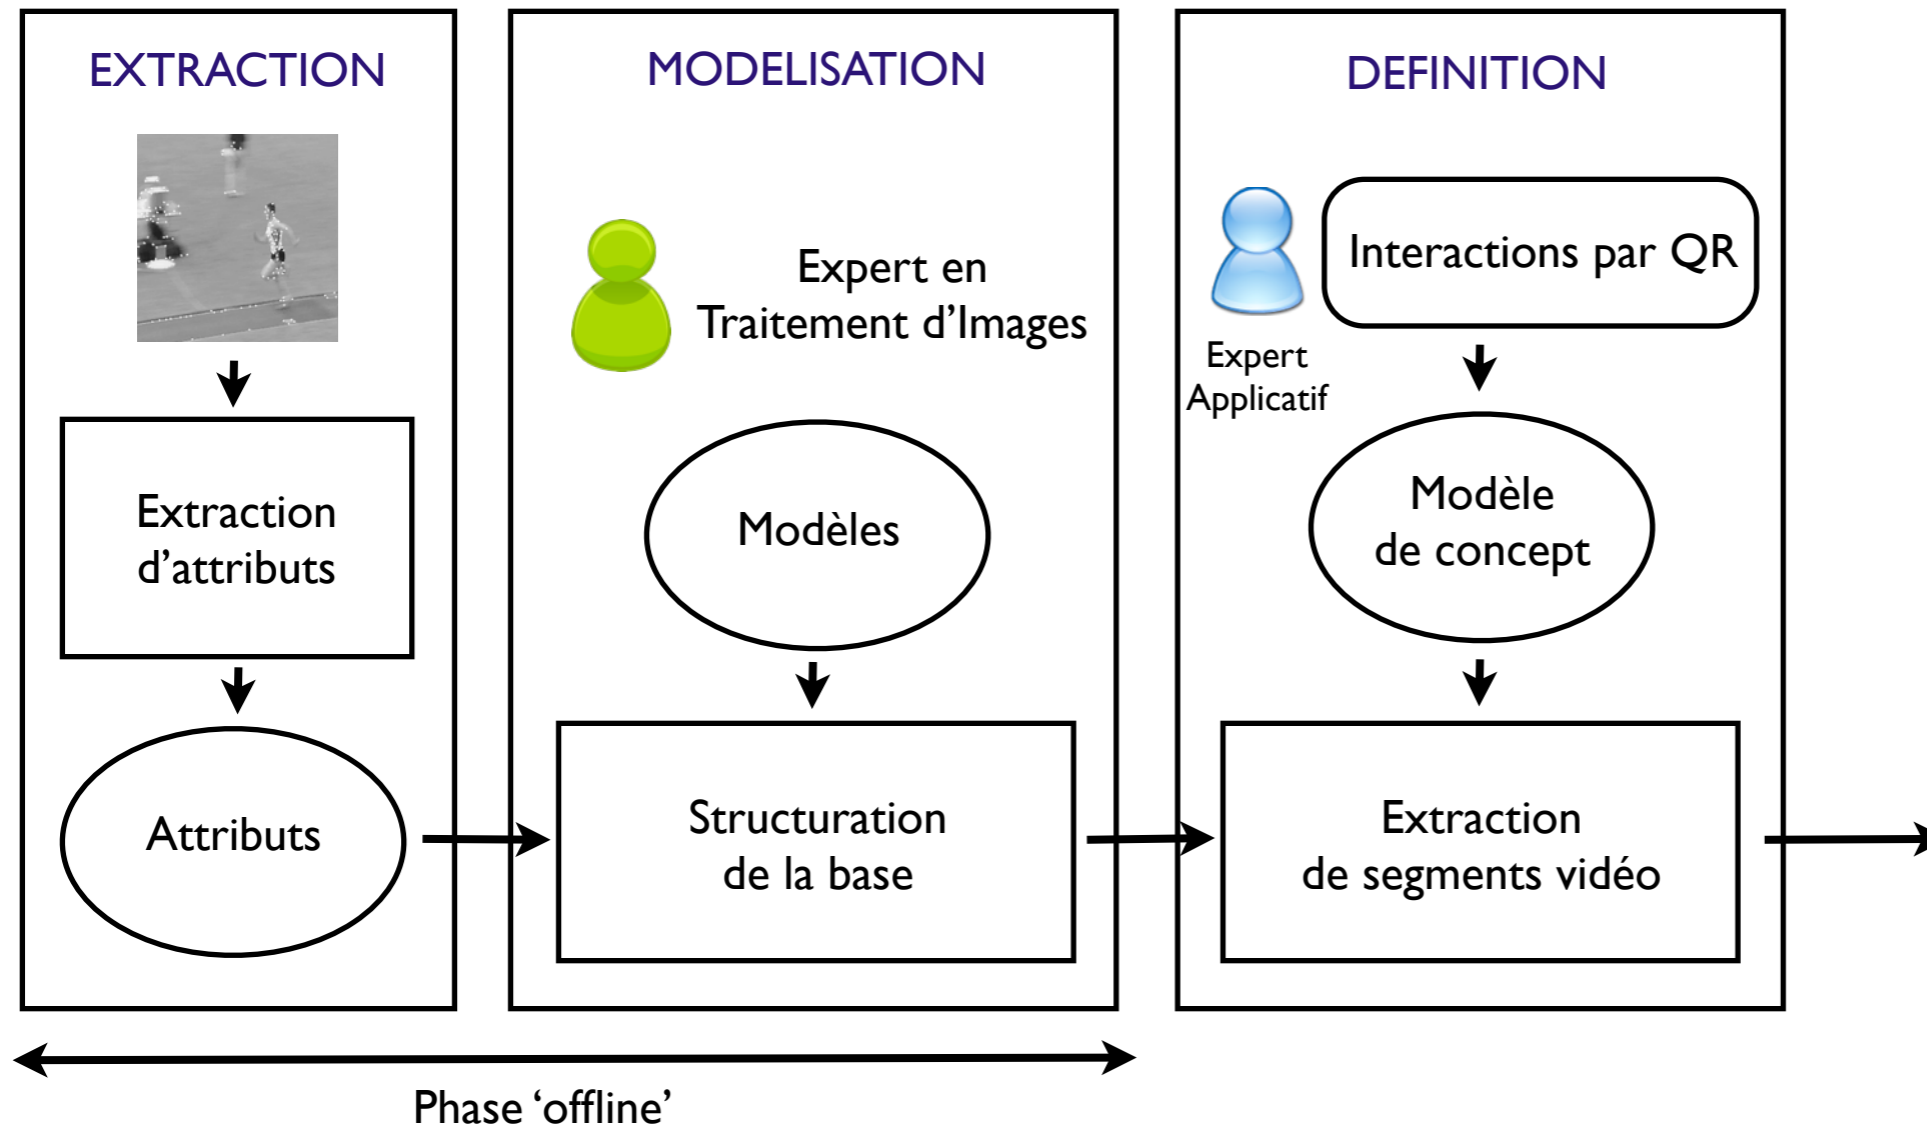 EXTRACTION
Extraction
d’attributs
Attributs
MODELISATION
Expert en
Traitement d’Images
Modèles
Structuration
de la base
DEFINITION
Interactions par QR
Expert
Applicatif
Modèle
de concept
Extraction
de segments vidéo
Phase ‘offline’